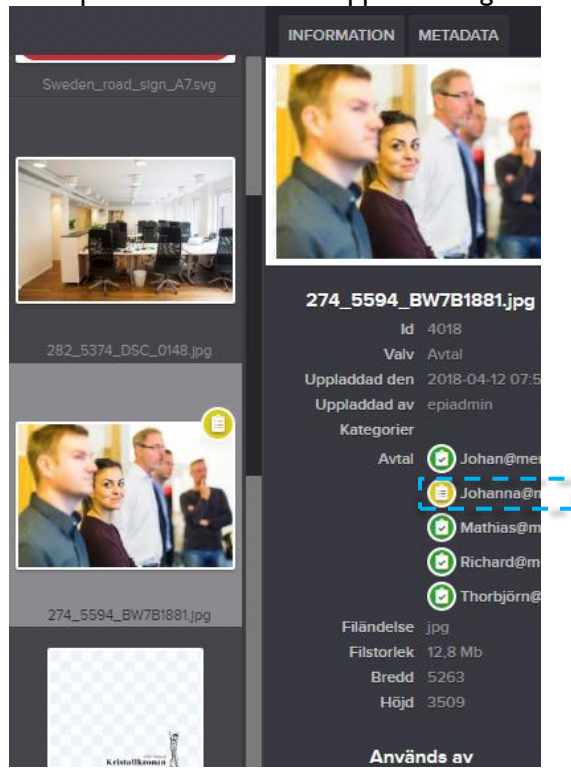 INFORMATION METADATA
Sweden_road_sign_A7.svg
282_5374_DSC_0148.jpg
274_5594_BW7B1881.jpg
Kristallkronan
274_5594_BW7B1881.jpg
Id 4018
Valv Avtal
Uppladdad den 2018-04-12 07:5
Uppladdad av epiadmin
Kategorier
Avtal Johan@mer
Johanna@m
Mathias@m
Richard@m
Thorbjörn@
Filändelse jpg
Filstorlek 12,8 Mb
Bredd 5263
Höjd 3509
Används av